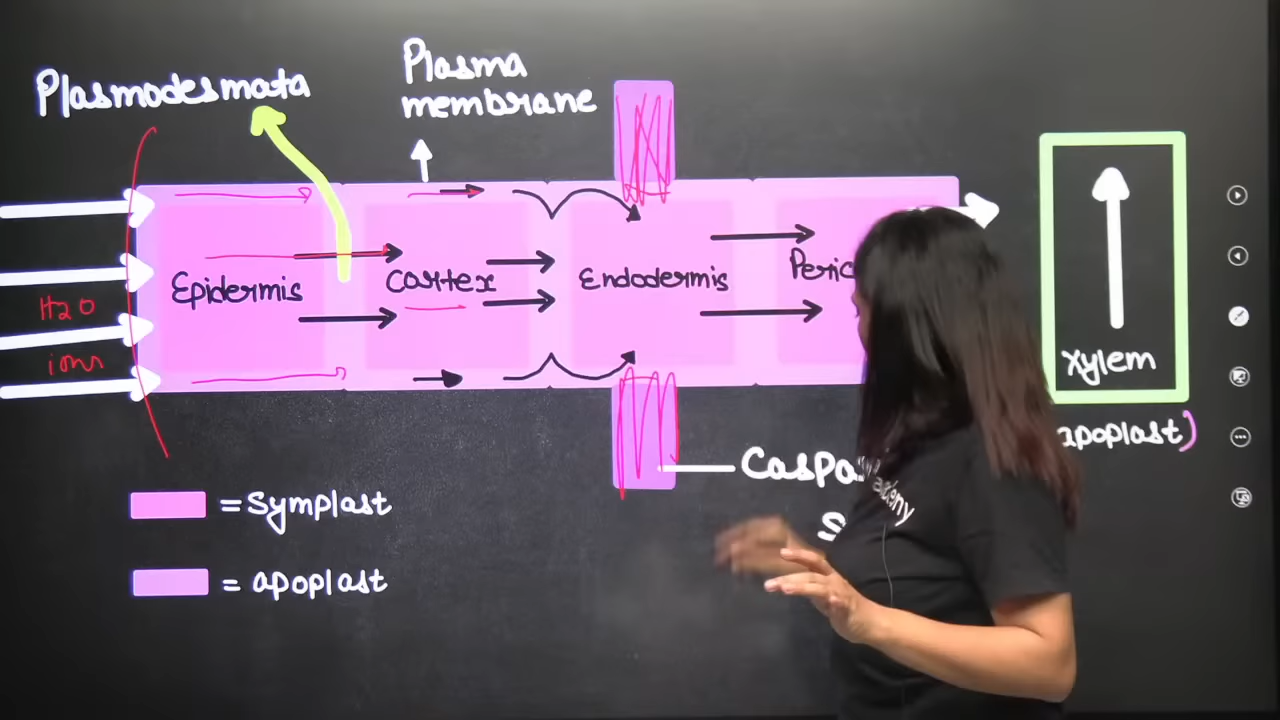 Plasmodesmata
Plasma
membrane
H2O
ions
Epidermis
Cortex
Endodermis
xylem
apoplast)
= Symplast
= apoplast